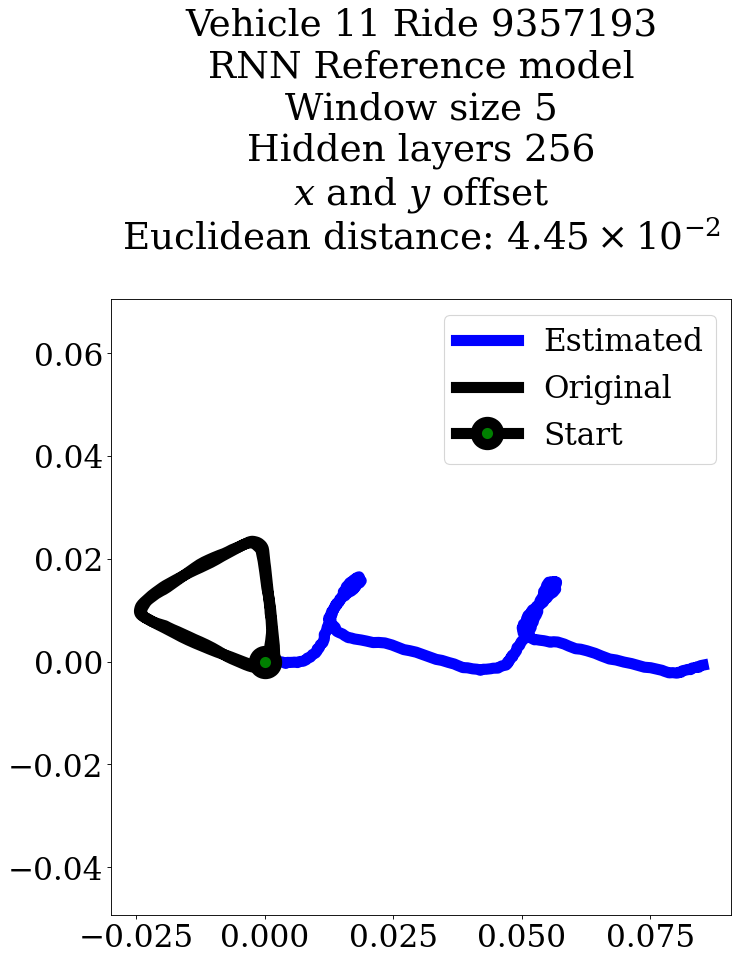 Vehicle 11 Ride 9357193
RNN Reference model
Window size 5
Hidden layers 256
x and y offset
Euclidean distance: 4.45 × 10⁻²
Estimated
Original
Start
0.06
0.04
0.02
0.00
−0.02
−0.04
−0.025 0.000 0.025 0.050 0.075